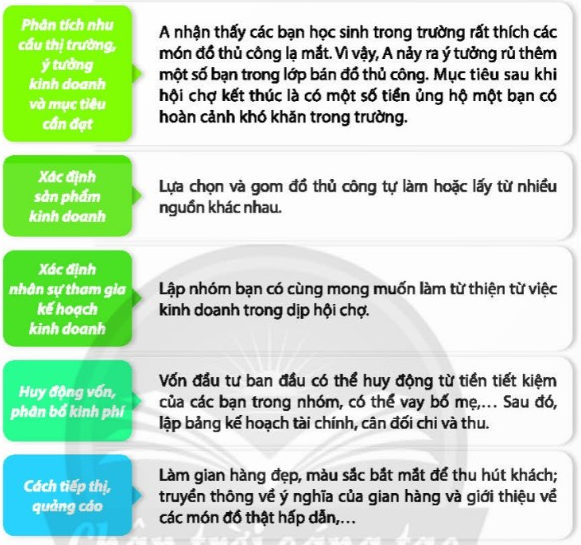 Phân tích nhu
cầu thị trường,
ý tưởng
kinh doanh
và mục tiêu
cần đạt
A nhận thấy các bạn học sinh trong trường rất thích các
món đồ thủ công lạ mắt. Vì vậy, A nảy ra ý tưởng rủ thêm
một số bạn trong lớp bán đồ thủ công. Mục tiêu sau khi
hội chợ kết thúc là có một số tiền ủng hộ một bạn có
hoàn cảnh khó khăn trong trường.
Xác định
sản phẩm
kinh doanh
Lựa chọn và gom đồ thủ công tự làm hoặc lấy từ nhiều
nguồn khác nhau.
Xác định
nhân sự tham gia
kế hoạch
kinh doanh
Lập nhóm bạn có cùng mong muốn làm từ thiện từ việc
kinh doanh trong dịp hội chợ.
Huy động vốn,
phân bổ kinh phí
Vốn đầu tư ban đầu có thể huy động từ tiền tiết kiệm
của các bạn trong nhóm, có thể vay bố mẹ,... Sau đó,
lập bảng kế hoạch tài chính, cân đối chi và thu.
Cách tiếp thị,
quảng cáo
Làm gian hàng đẹp, màu sắc bắt mắt để thu hút khách;
truyền thông về ý nghĩa của gian hàng và giới thiệu về
các món đồ thật hấp dẫn,...
Chân trời sáng tạo